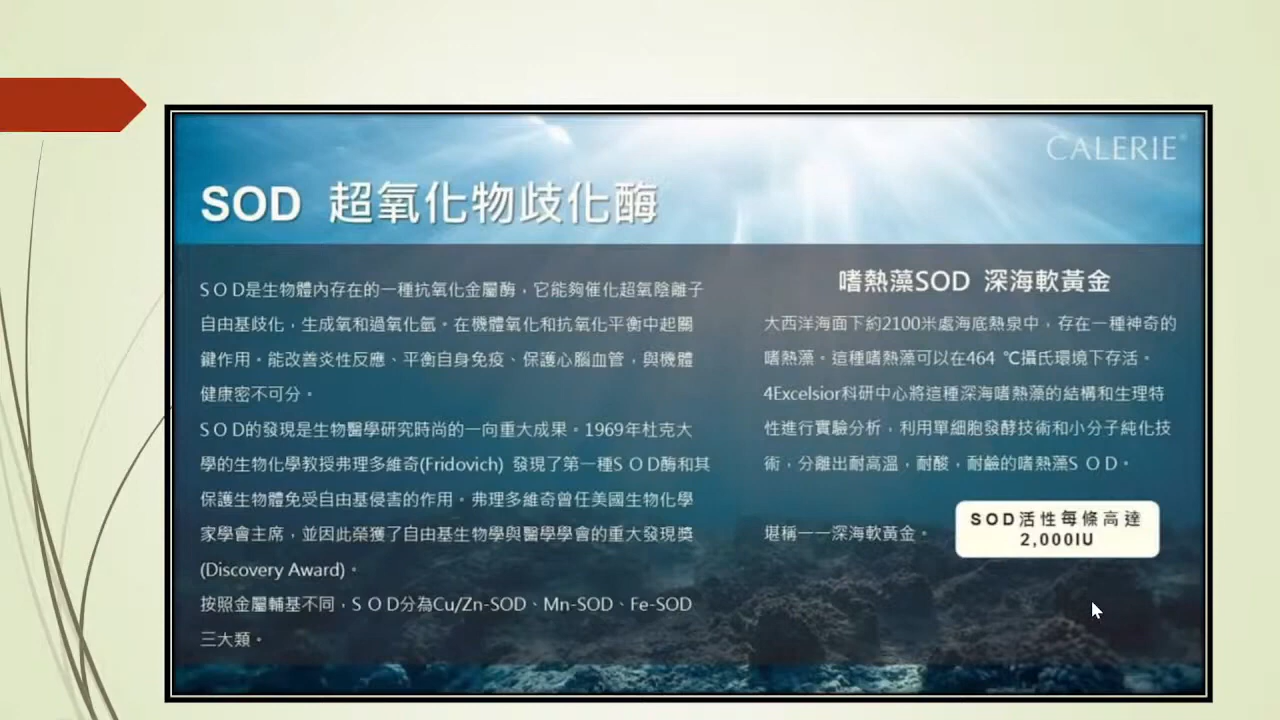 CALERIE®
SOD 超氧化物歧化酶
S O D是生物體內存在的一種抗氧化金屬酶，它能夠催化超氧陰離子
自由基歧化，生成氧和過氧化氫。在機體氧化和抗氧化平衡中起關
鍵作用。能改善炎性反應、平衡自身免疫、保護心腦血管，與機體
健康密不可分。
S O D的發現是生物醫學研究時尚的一向重大成果。1969年杜克大
學的生物化學教授弗理多維奇(Fridovich) 發現了第一種S O D酶和其
保護生物體免受自由基侵害的作用。弗理多維奇曾任美國生物化學
家學會主席，並因此榮獲了自由基生物學與醫學學會的重大發現獎
(Discovery Award)。
按照金屬輔基不同，S O D分為Cu/Zn-SOD、Mn-SOD、Fe-SOD
三大類。
嗜熱藻SOD 深海軟黃金
大西洋海面下約2100米處海底熱泉中，存在一種神奇的
嗜熱藻。這種嗜熱藻可以在464 ℃攝氏環境下存活。
4Excelsior科研中心將這種深海嗜熱藻的結構和生理特
性進行實驗分析，利用單細胞發酵技術和小分子純化技
術，分離出耐高溫，耐酸，耐鹼的嗜熱藻S O D。
堪稱——深海軟黃金。
SOD活性每條高達
2,000IU